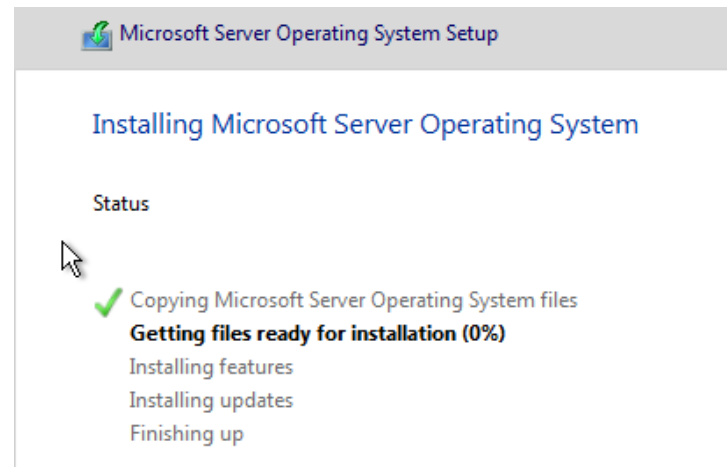 Microsoft Server Operating System Setup
Installing Microsoft Server Operating System
Status
Copying Microsoft Server Operating System files
Getting files ready for installation (0%)
Installing features
Installing updates
Finishing up